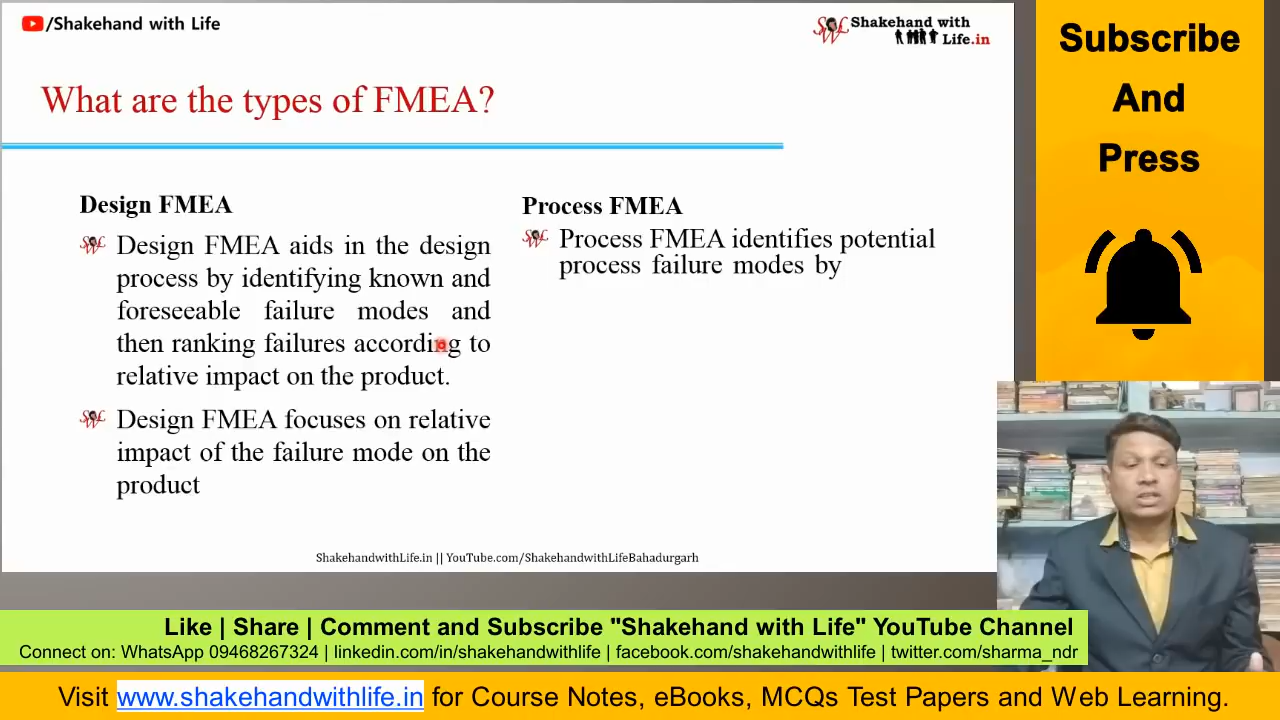 /Shakehand with Life
Shakehand with
Life.in
What are the types of FMEA?
Design FMEA
Design FMEA aids in the design
process by identifying known and
foreseeable failure modes and
then ranking failures according to
relative impact on the product.
Design FMEA focuses on relative
impact of the failure mode on the
product
Process FMEA
Process FMEA identifies potential
process failure modes by
ShakehandwithLife.in || YouTube.com/ShakehandwithLifeBahadurgarh
Subscribe
And
Press
Like | Share | Comment and Subscribe "Shakehand with Life" YouTube Channel
Connect on: WhatsApp 09468267324 | linkedin.com/in/shakehandwithlife | facebook.com/shakehandwithlife | twitter.com/sharma_ndr
Visit www.shakehandwithlife.in for Course Notes, eBooks, MCQs Test Papers and Web Learning.